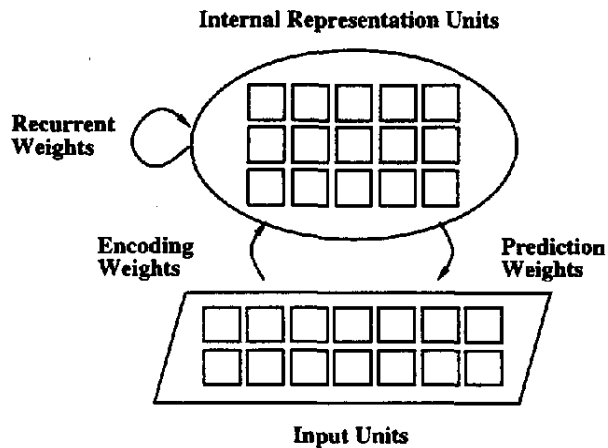 Internal Representation Units
Recurrent
Weights
Encoding
Weights
Prediction
Weights
Input Units